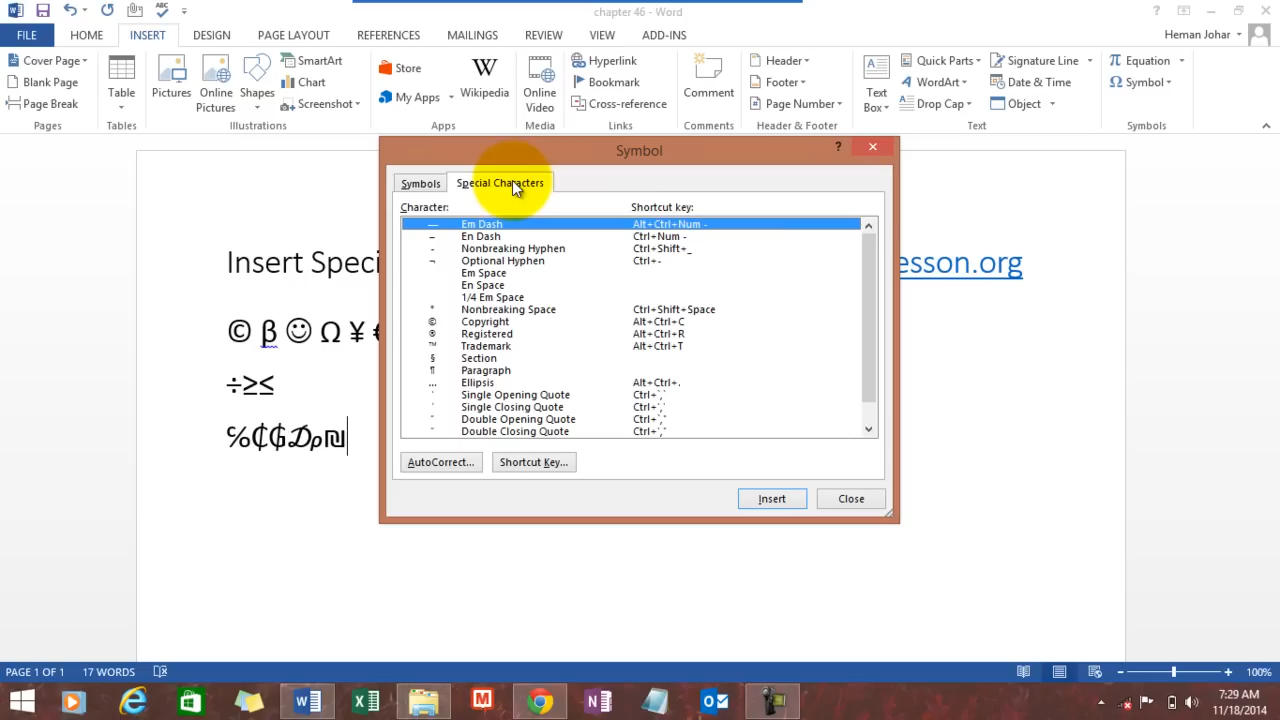 chapter 46 - Word
FILE HOME INSERT DESIGN PAGE LAYOUT REFERENCES MAILINGS REVIEW VIEW ADD-INS Heman Johar
Cover Page
Blank Page
Page Break
Pages
Table
Tables
Pictures
Online Pictures
Shapes
SmartArt
Chart
Screenshot
Illustrations
Store
My Apps
Wikipedia
Apps
Online Video
Media
Hyperlink
Bookmark
Cross-reference
Links
Comment
Comments
Header
Footer
Page Number
Header & Footer
Text Box
Quick Parts
WordArt
Drop Cap
Signature Line
Date & Time
Object
Text
π Equation
Ω Symbol
Symbols
Symbol
Symbols Special Characters
Character: Shortcut key:
— Em Dash Alt+Ctrl+Num -
– En Dash Ctrl+Num -
- Nonbreaking Hyphen Ctrl+Shift+_
¬ Optional Hyphen Ctrl+-
Em Space
En Space
1/4 Em Space
° Nonbreaking Space Ctrl+Shift+Space
© Copyright Alt+Ctrl+C
® Registered Alt+Ctrl+R
™ Trademark Alt+Ctrl+T
§ Section
¶ Paragraph
… Ellipsis Alt+Ctrl+.
‘ Single Opening Quote Ctrl+`,`
’ Single Closing Quote Ctrl+','
“ Double Opening Quote Ctrl+`,"
” Double Closing Quote Ctrl+',"
AutoCorrect... Shortcut Key...
Insert Close
Insert Speci
esson.org
© β ☺ Ω ¥ €
÷≥≤
℅₵₲𝒟ρ₪
PAGE 1 OF 1 17 WORDS 100%
7:29 AM
11/18/2014